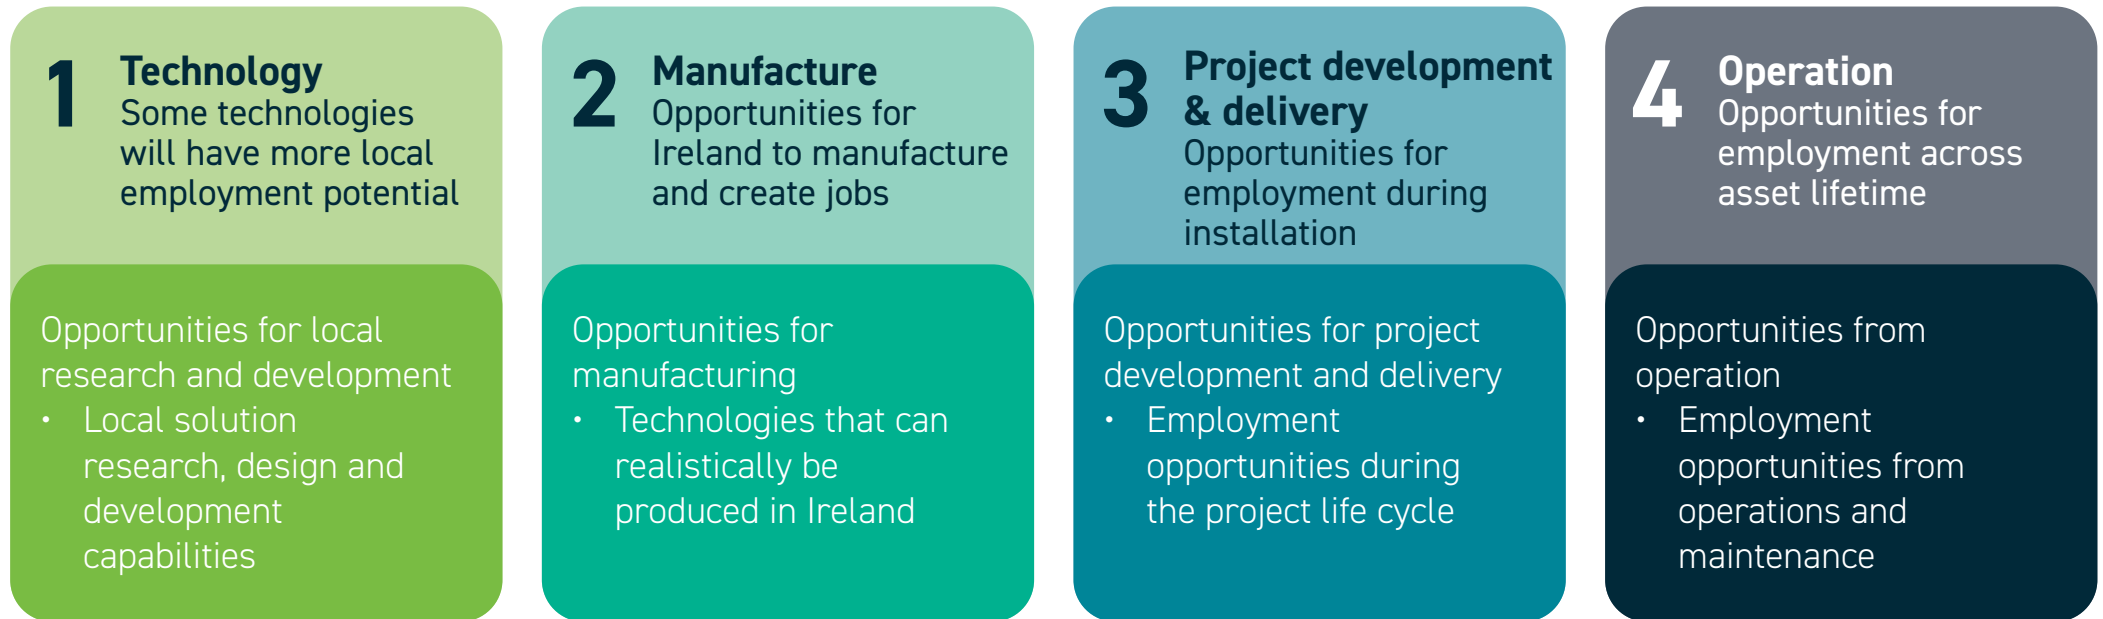 1
Technology
Some technologies
will have more local
employment potential
Opportunities for local
research and development
• Local solution
research, design and
development
capabilities
2
Manufacture
Opportunities for
Ireland to manufacture
and create jobs
Opportunities for
manufacturing
• Technologies that can
realistically be
produced in Ireland
3
Project development
& delivery
Opportunities for
employment during
installation
Opportunities for project
development and delivery
• Employment
opportunities during
the project life cycle
4
Operation
Opportunities for
employment across
asset lifetime
Opportunities from
operation
• Employment
opportunities from
operations and
maintenance